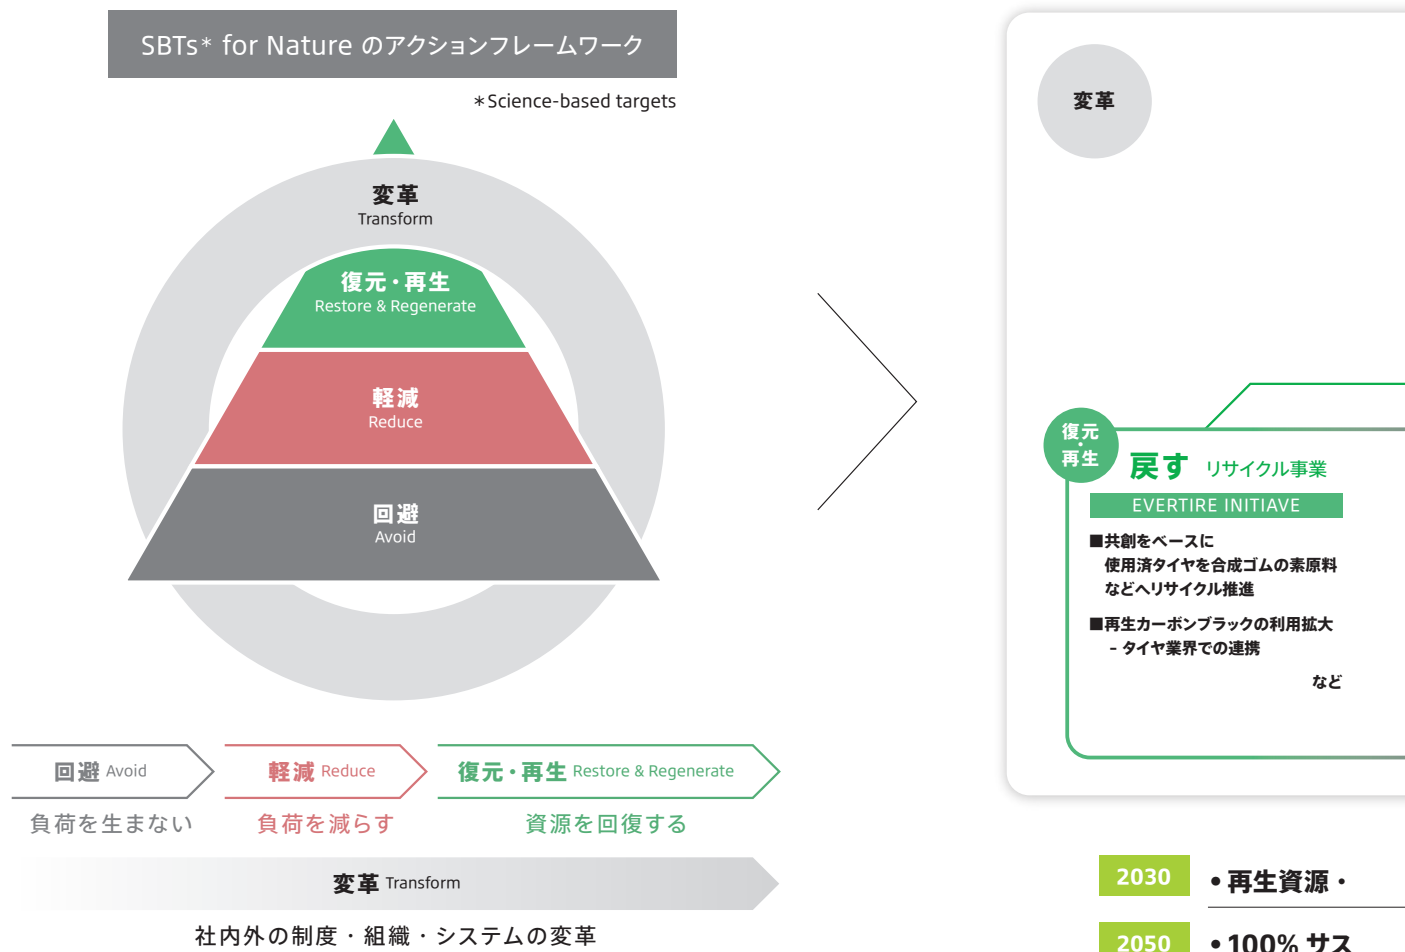 SBTs* for Nature のアクションフレームワーク
*Science-based targets
変革
Transform
復元・再生
Restore & Regenerate
軽減
Reduce
回避
Avoid
回避 Avoid
軽減 Reduce
復元・再生 Restore & Regenerate
負荷を生まない
負荷を減らす
資源を回復する
変革 Transform
社内外の制度・組織・システムの変革
変革
復元
・
再生
戻す リサイクル事業
EVERTIRE INITIAVE
■共創をベースに
使用済タイヤを合成ゴムの素原料
などへリサイクル推進
■再生カーボンブラックの利用拡大
- タイヤ業界での連携
など
2030 •再生資源・
2050 •100% サス